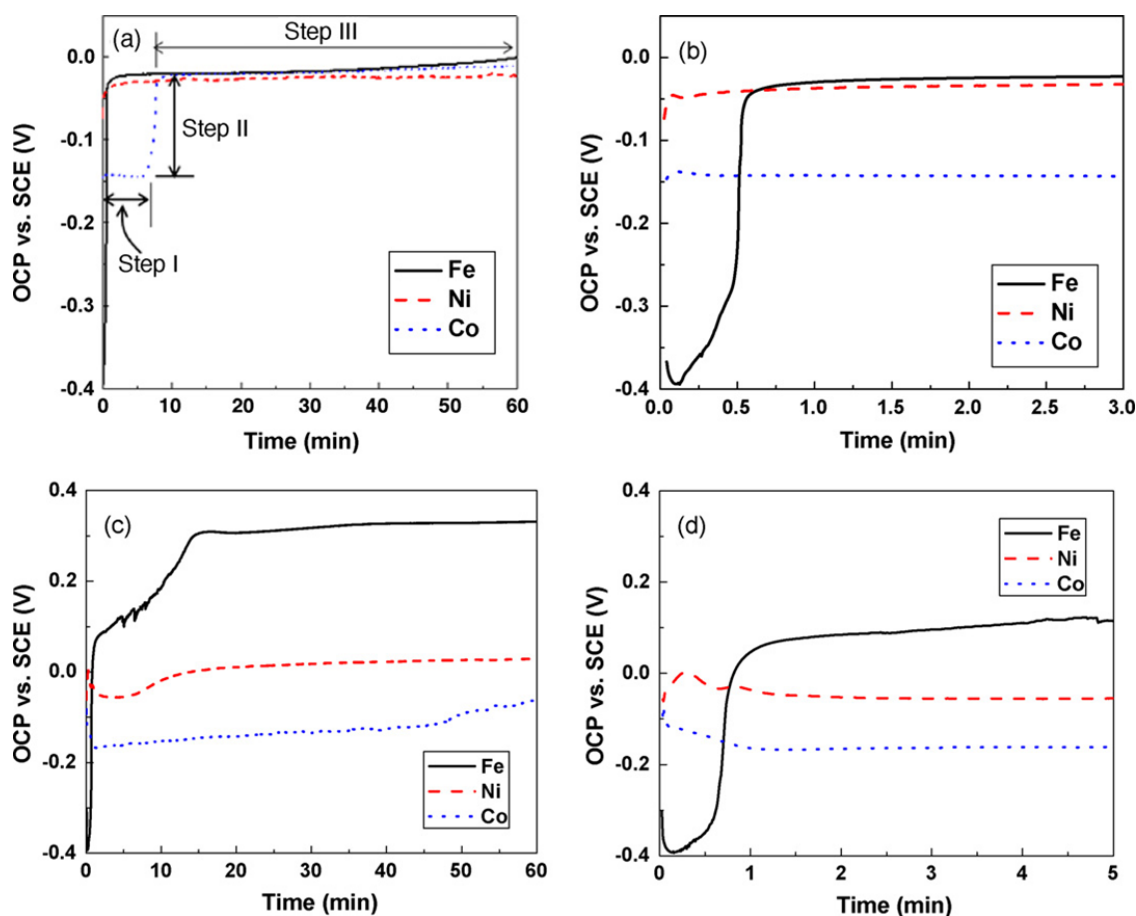 (a)
Step III
Step II
Step I
Fe
Ni
Co
0.0
-0.1
-0.2
-0.3
-0.4
0 10 20 30 40 50 60
OCP vs. SCE (V)
Time (min)
(b)
Fe
Ni
Co
0.0
-0.1
-0.2
-0.3
-0.4
0.0 0.5 1.0 1.5 2.0 2.5 3.0
OCP vs. SCE (V)
Time (min)
(c)
Fe
Ni
Co
0.4
0.2
0.0
-0.2
-0.4
0 10 20 30 40 50 60
OCP vs. SCE (V)
Time (min)
(d)
Fe
Ni
Co
0.4
0.2
0.0
-0.2
-0.4
0 1 2 3 4 5
OCP vs. SCE (V)
Time (min)